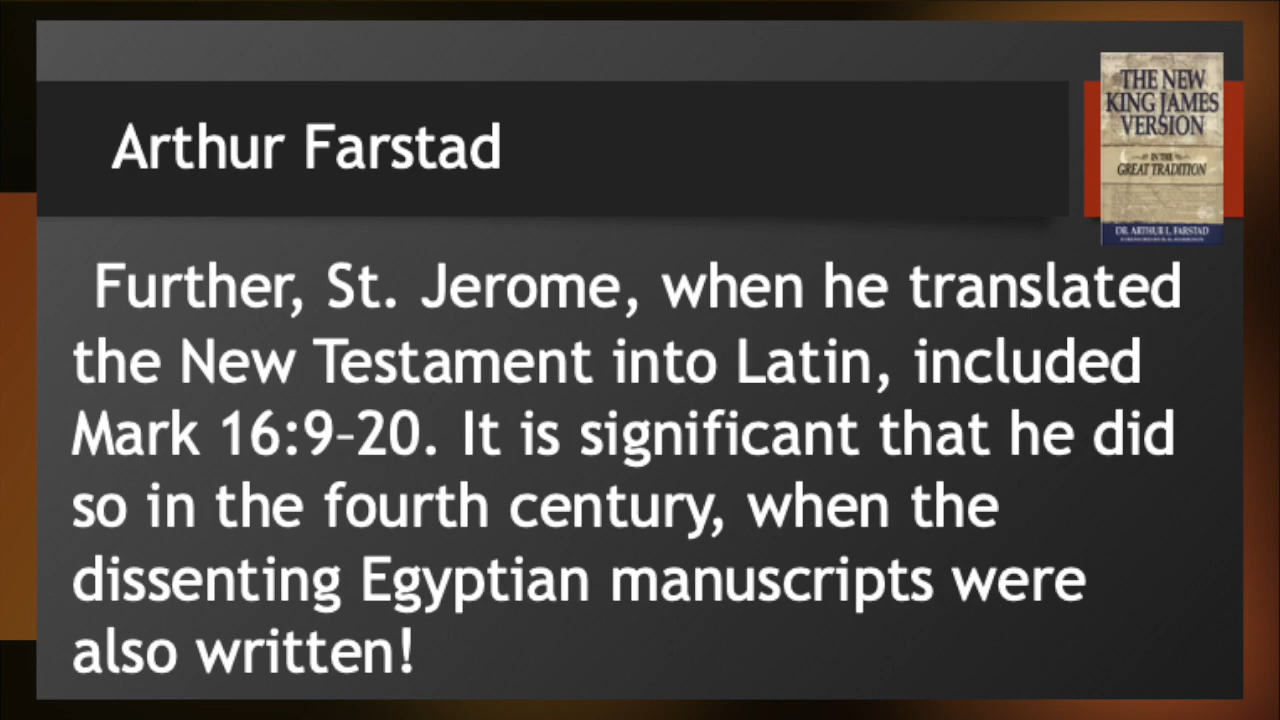 Arthur Farstad
THE NEW
KING JAMES
VERSION
IN THE
GREAT TRADITION
DR. ARTHUR L. FARSTAD
Further, St. Jerome, when he translated
the New Testament into Latin, included
Mark 16:9–20. It is significant that he did
so in the fourth century, when the
dissenting Egyptian manuscripts were
also written!